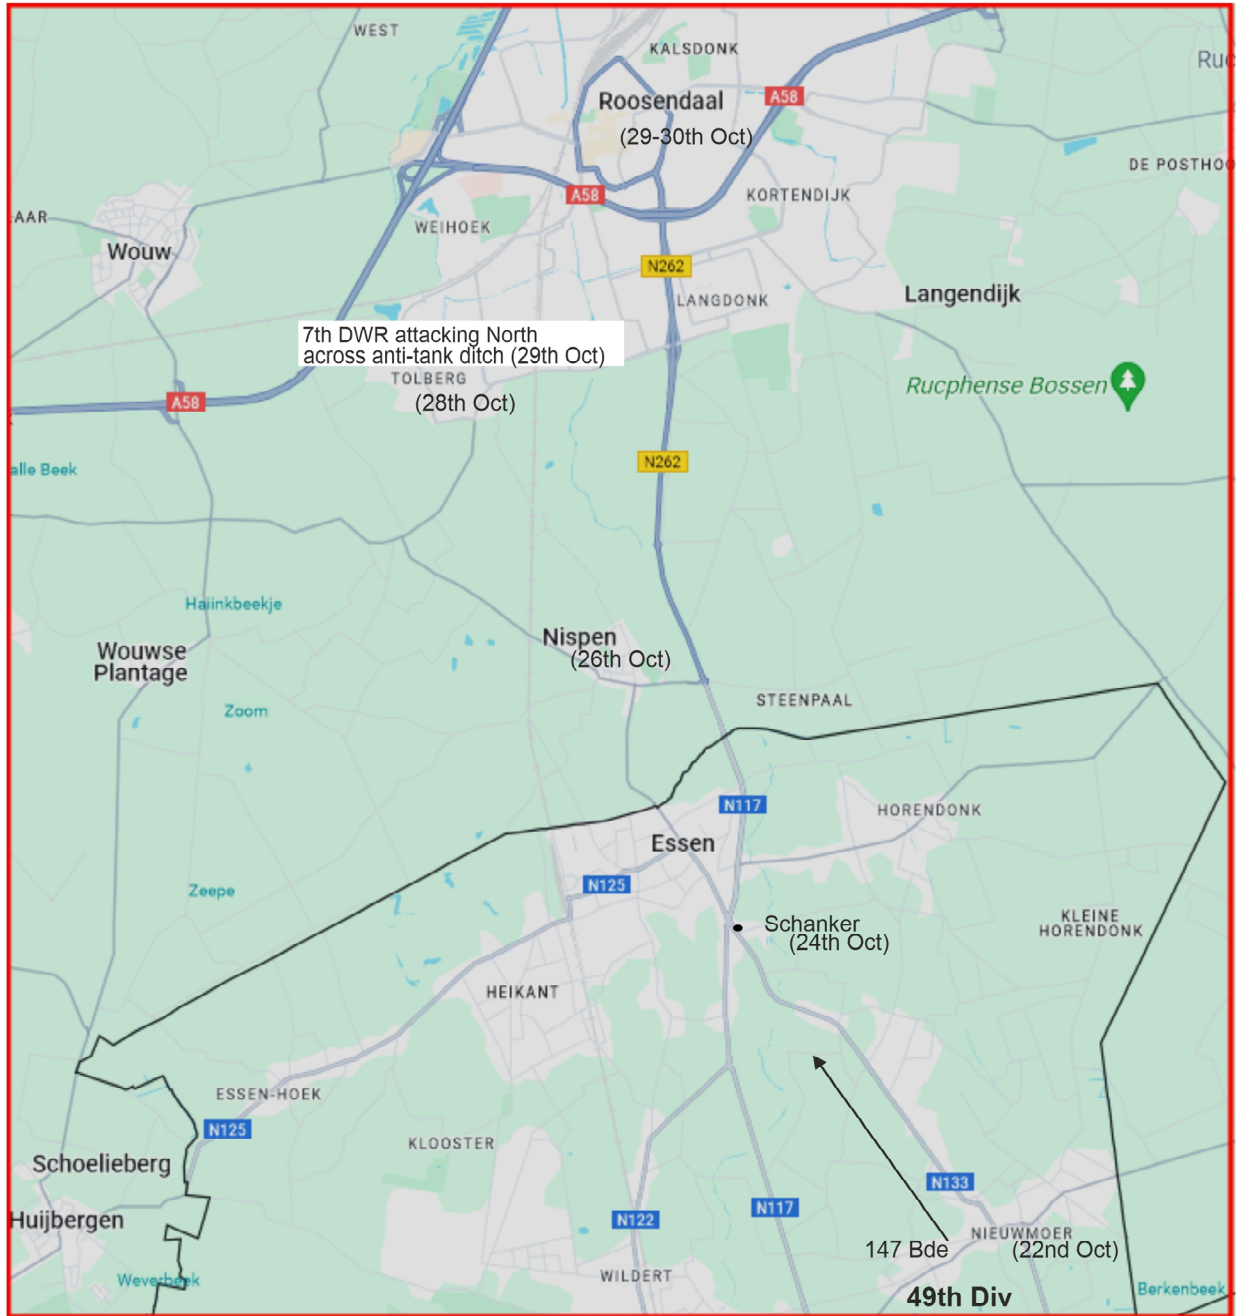 WEST
KALSDONK
Ruc
Roosendaal
A58
(29-30th Oct)
DE POSTHOO
A58
KORTENDIJK
AAR
WEIHOEK
Wouw
N262
Langendijk
LANGDONK
7th DWR attacking North
across anti-tank ditch (29th Oct)
TOLBERG
Rucphense Bossen
A58
(28th Oct)
N262
alle Beek
Haiinkbeekje
Nispen
Wouwse
Plantage
(26th Oct)
STEENPAAL
Zoom
N117
HORENDONK
Essen
N125
Zeepe
KLEINE
HORENDONK
Schanker
(24th Oct)
HEIKANT
ESSEN-HOEK
N125
KLOOSTER
Schoelieberg
N133
N117
Huijbergen
N122
NIEUWMOER
147 Bde
(22nd Oct)
WILDERT
Weverbeek
Berkenbeek
49th Div